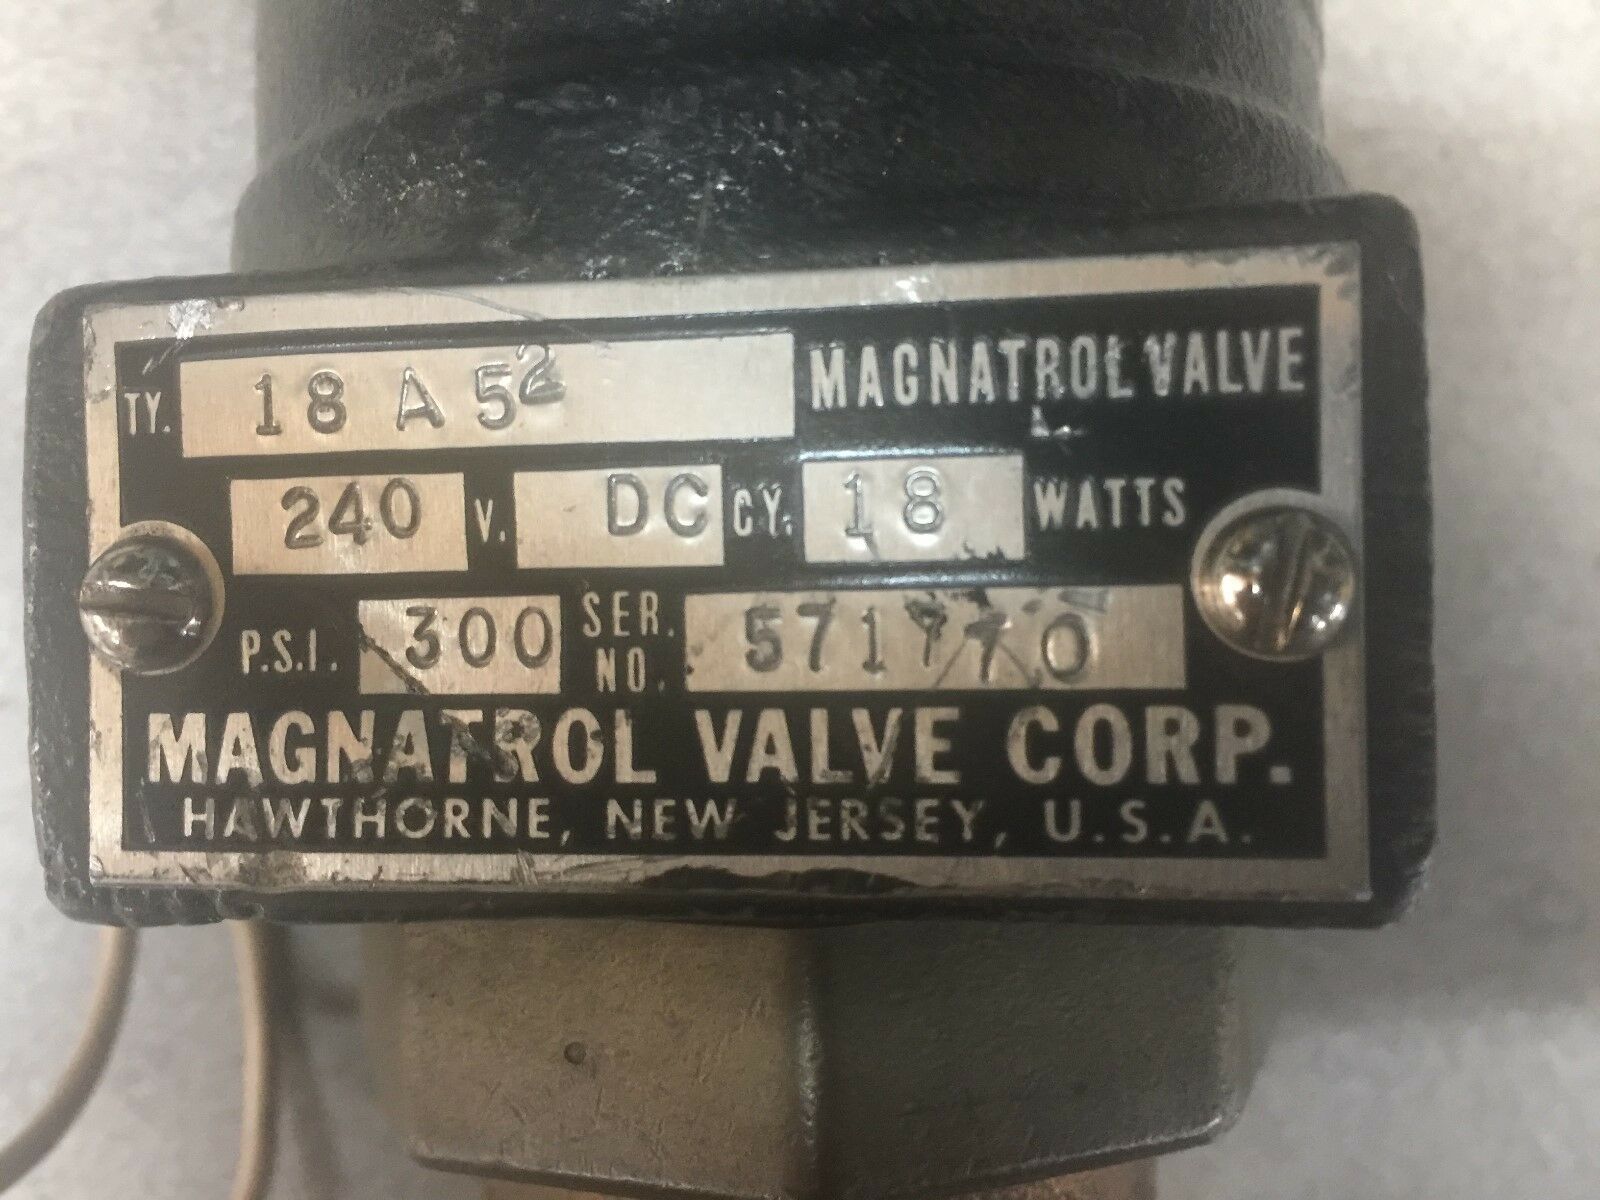 TY. 18 A 52 MAGNATROL VALVE
240 V. DC CY. 18 WATTS
P.S.I. 300 SER. NO. 571770
MAGNATROL VALVE CORP.
HAWTHORNE, NEW JERSEY, U.S.A.